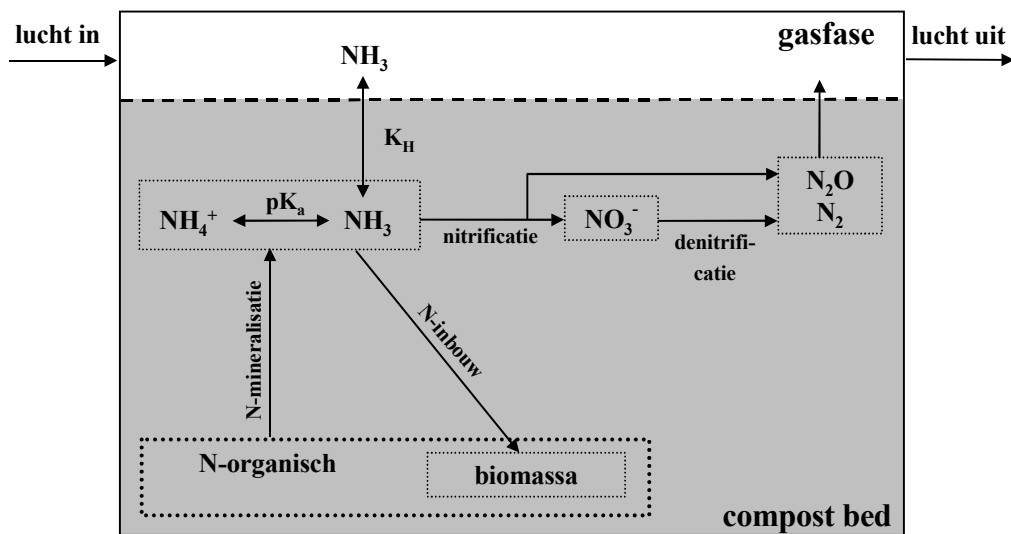 lucht in
gasfase
lucht uit
NH₃
K_H
NH₄⁺
pKₐ
NH₃
nitrificatie
NO₃⁻
denitrifi-
catie
N₂O
N₂
N-mineralisatie
N-inbouw
N-organisch
biomassa
compost bed